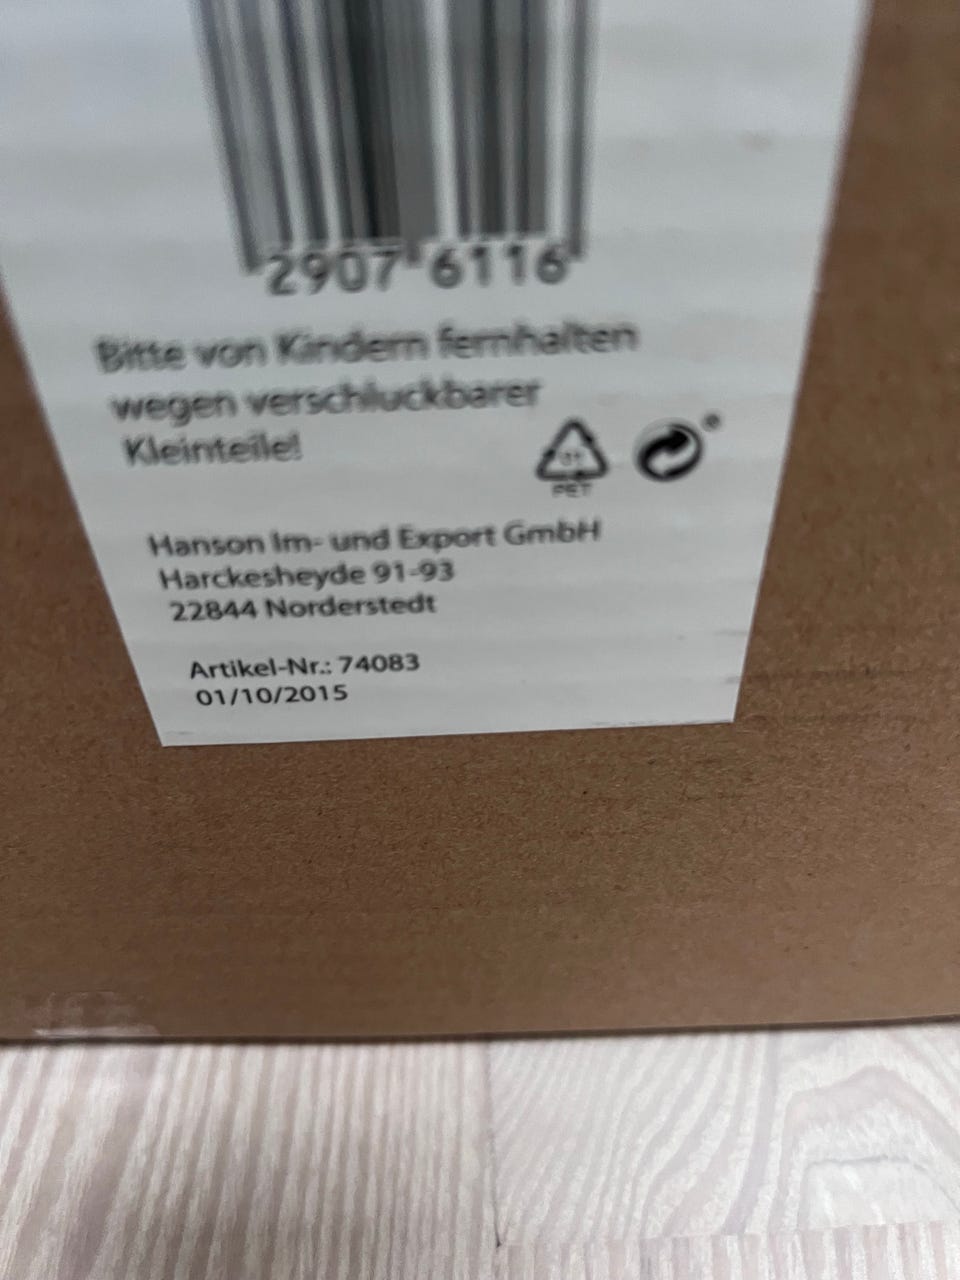 2907 6116
Bitte von Kindern fernhalten
wegen verschluckbarer
Kleinteile!
01
PET
Hanson Im- und Export GmbH
Harckesheyde 91-93
22844 Norderstedt
Artikel-Nr.: 74083
01/10/2015